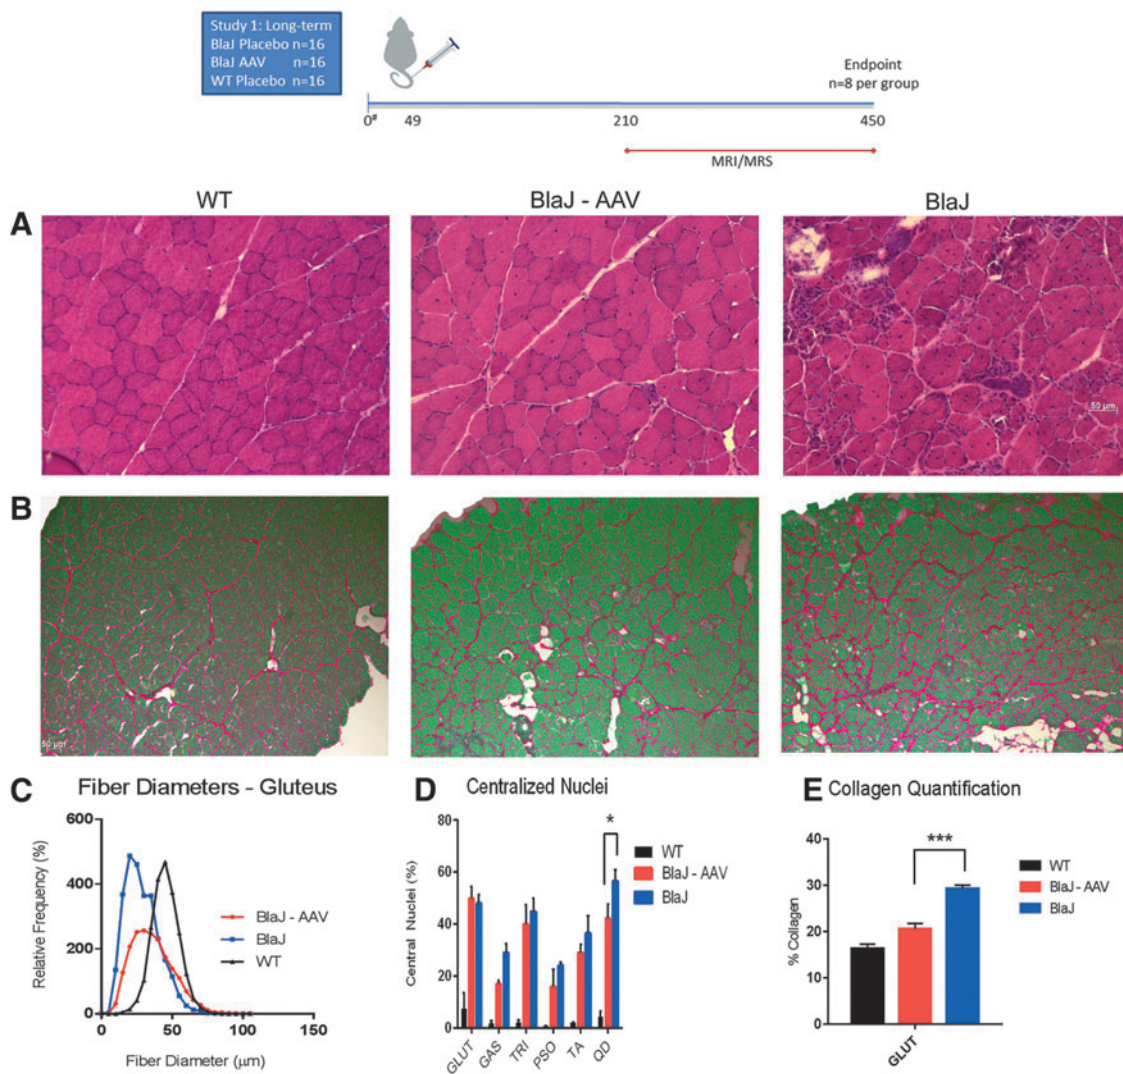 Study 1: Long-term
BlaJ Placebo n=16
BlaJ AAV n=16
WT Placebo n=16
Endpoint
n=8 per group
0# 49 210 450
MRI/MRS
WT BlaJ - AAV BlaJ
A
50 μm
B
50 μm
C Fiber Diameters - Gluteus
Relative Frequency (%)
600
400
200
0
0 50 100 150
Fiber Diameter (μm)
BlaJ - AAV
BlaJ
WT
D Centralized Nuclei
Central Nuclei (%)
80
60
40
20
0
*
WT
BlaJ - AAV
BlaJ
GLUT GAS TRI PSO TA QD
E Collagen Quantification
% Collagen
40
30
20
10
0
***
WT
BlaJ - AAV
BlaJ
GLUT